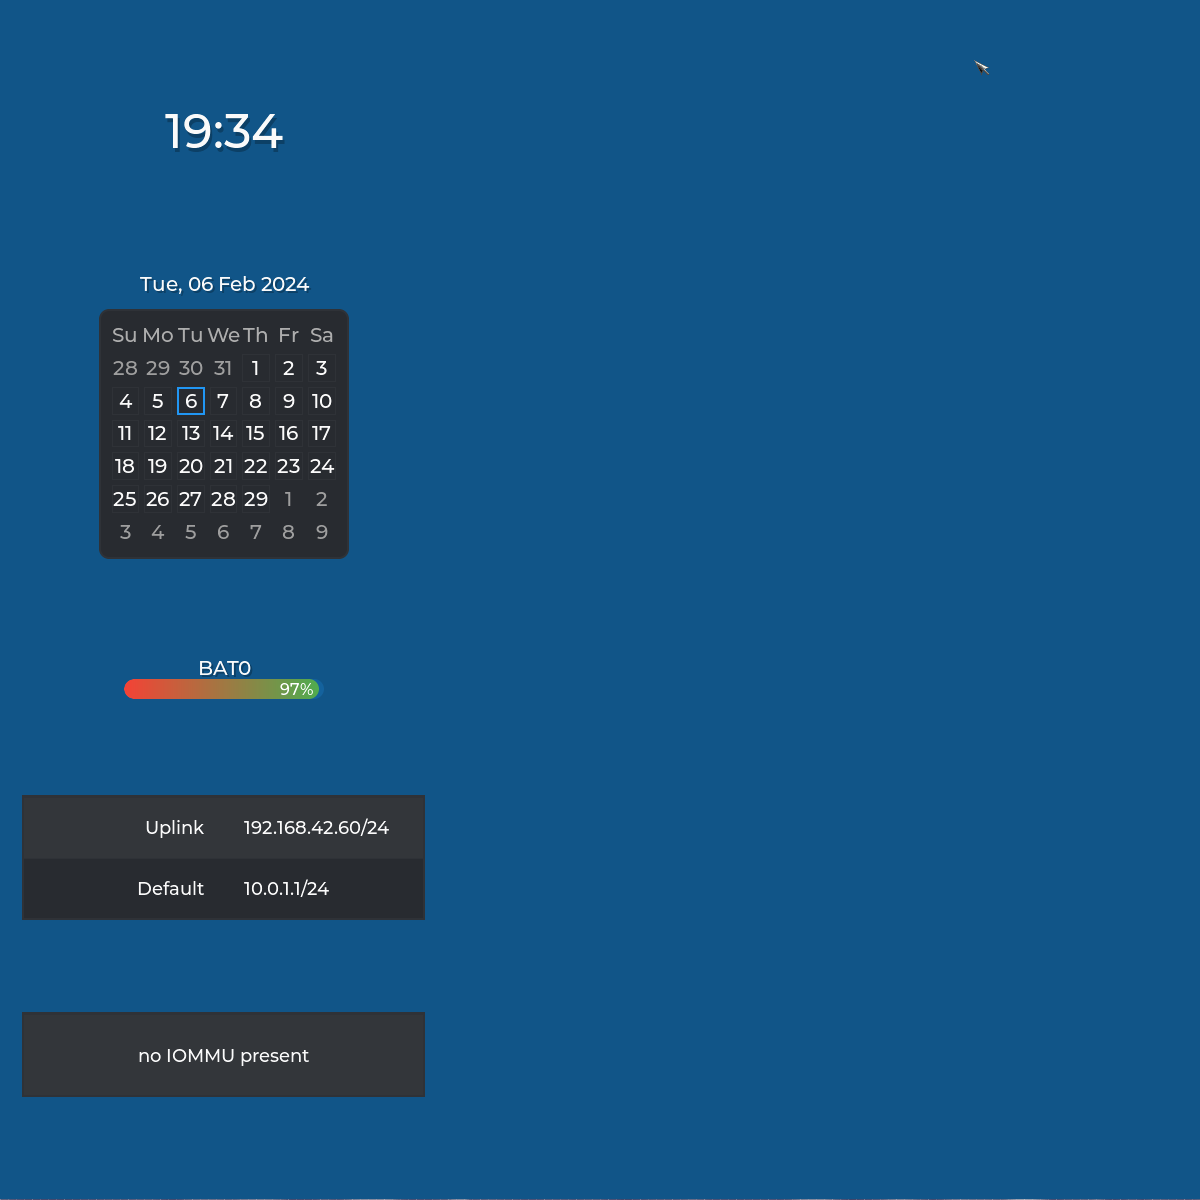 19:34
Tue, 06 Feb 2024
Su Mo Tu We Th Fr Sa
28 29 30 31 1 2 3
4 5 6 7 8 9 10
11 12 13 14 15 16 17
18 19 20 21 22 23 24
25 26 27 28 29 1 2
3 4 5 6 7 8 9
BAT0
97%
Uplink 192.168.42.60/24
Default 10.0.1.1/24
no IOMMU present